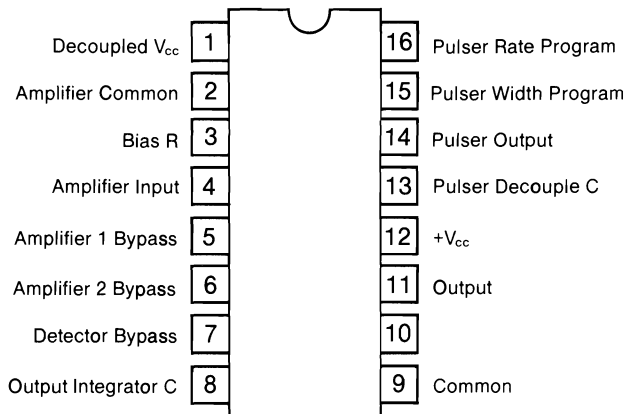 Decoupled Vcc 1 16 Pulser Rate Program
Amplifier Common 2 15 Pulser Width Program
Bias R 3 14 Pulser Output
Amplifier Input 4 13 Pulser Decouple C
Amplifier 1 Bypass 5 12 +Vcc
Amplifier 2 Bypass 6 11 Output
Detector Bypass 7 10
Output Integrator C 8 9 Common